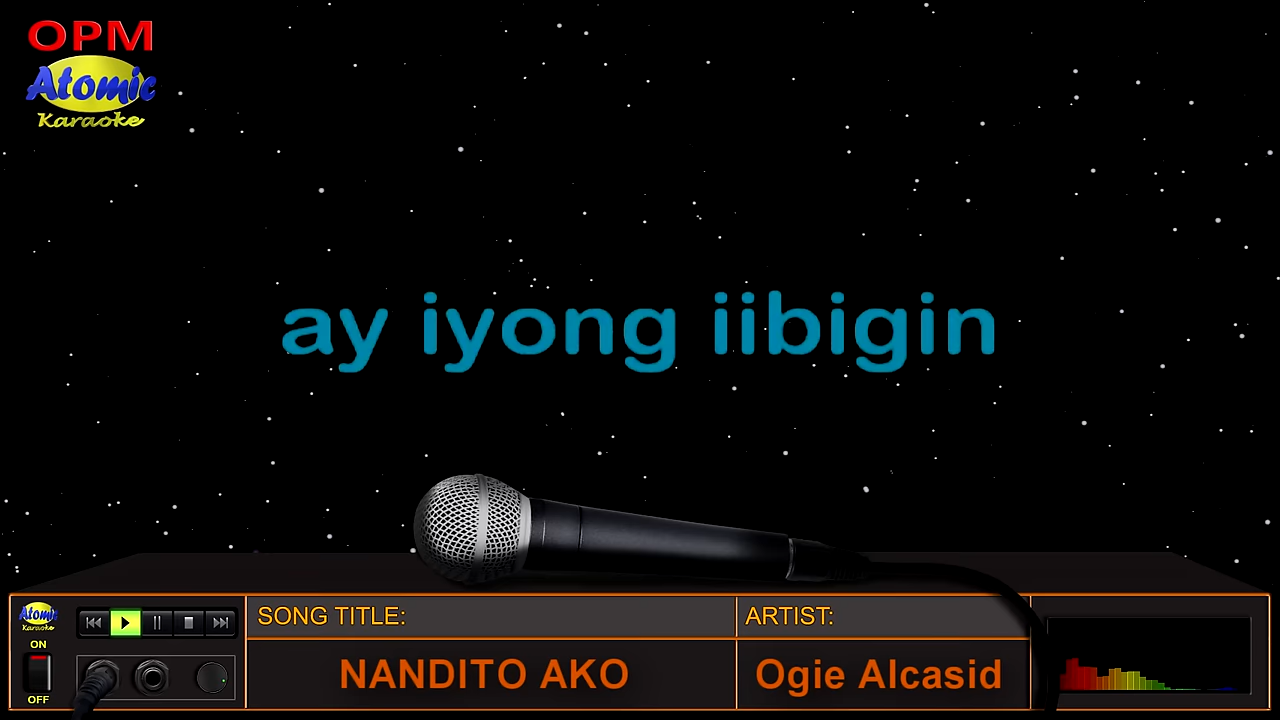 OPM
Atomic
Karaoke
ay iyong iibigin
Atomic
Karaoke
ON
OFF
SONG TITLE:
ARTIST:
NANDITO AKO
Ogie Alcasid